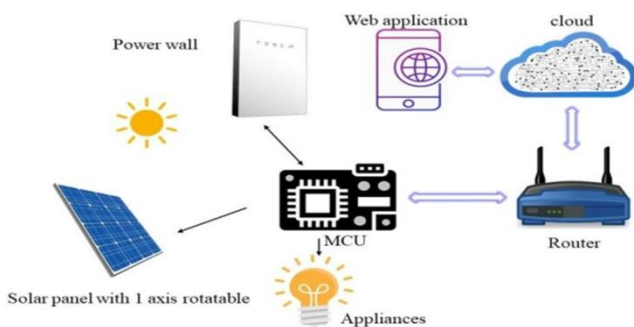 Web application
cloud
Power wall
TESLA
MCU
Router
Solar panel with 1 axis rotatable
Appliances